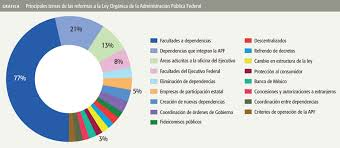 GRÁFICA Principales temas de las reformas a la Ley Orgánica de la Administración Pública Federal
21%
13%
8%
77%
3%
Facultades a dependencias
Dependencias que integran la APF
Áreas adscritas a la oficina del Ejecutivo
Facultades del Ejecutivo Federal
Eliminación de dependencias
Empresas de participación estatal
Creación de nuevas dependencias
Coordinación de órdenes de Gobierno
Fideicomisos públicos
Descentralizados
Refrendo de decretos
Cambio en estructura de la ley
Protección al consumidor
Banco de México
Concesiones y autorizaciones a extranjeros
Coordinación entre dependencias
Criterios de operación de la APF